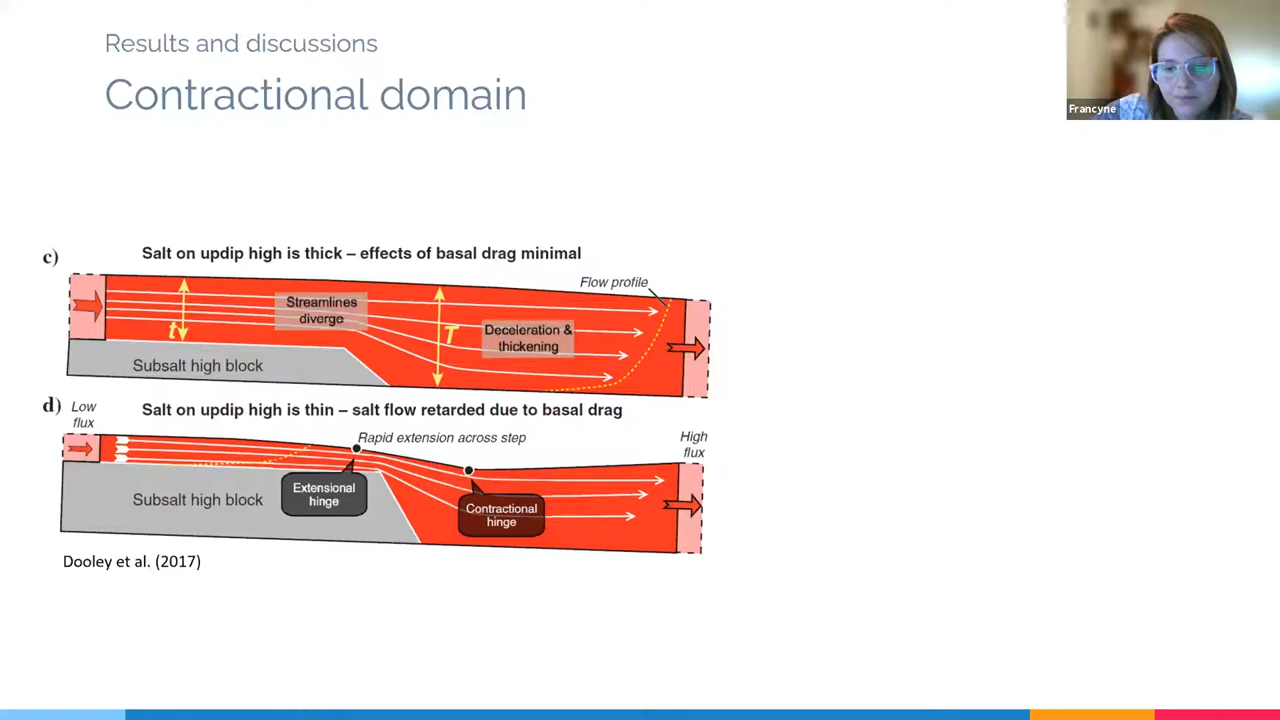 Results and discussions
Contractional domain
Francyne
c)
Salt on updip high is thick – effects of basal drag minimal
Flow profile
Streamlines
diverge
t
T
Deceleration &
thickening
Subsalt high block
d)
Low
flux
Salt on updip high is thin – salt flow retarded due to basal drag
Rapid extension across step
High
flux
Extensional
hinge
Subsalt high block
Contractional
hinge
Dooley et al. (2017)